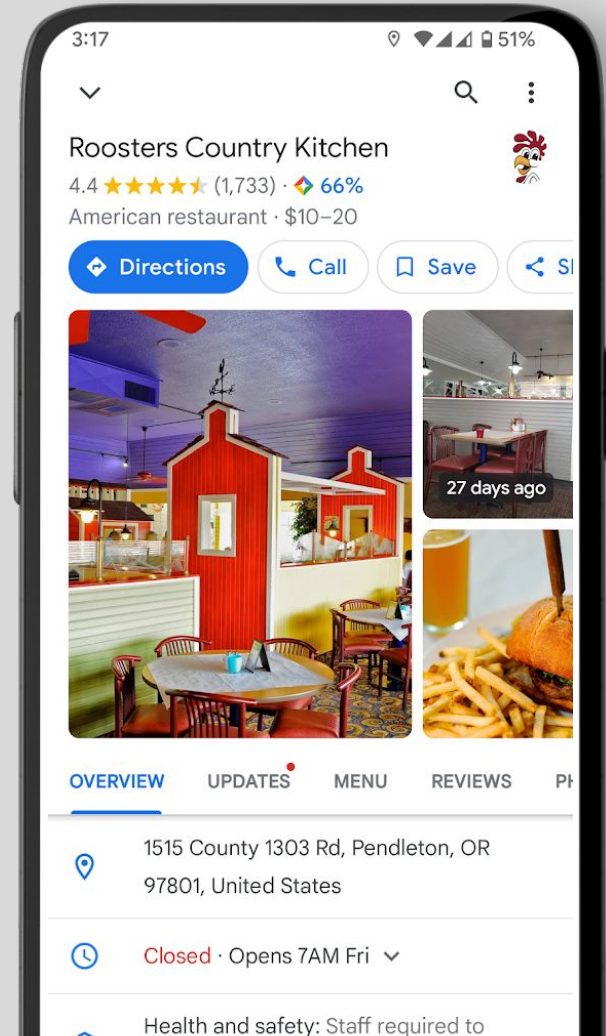 3:17
51%
Roosters Country Kitchen
4.4 (1,733) · 66%
American restaurant · $10–20
Directions
Call
Save
27 days ago
OVERVIEW
UPDATES
MENU
REVIEWS
1515 County 1303 Rd, Pendleton, OR
97801, United States
Closed · Opens 7AM Fri
Health and safety: Staff required to